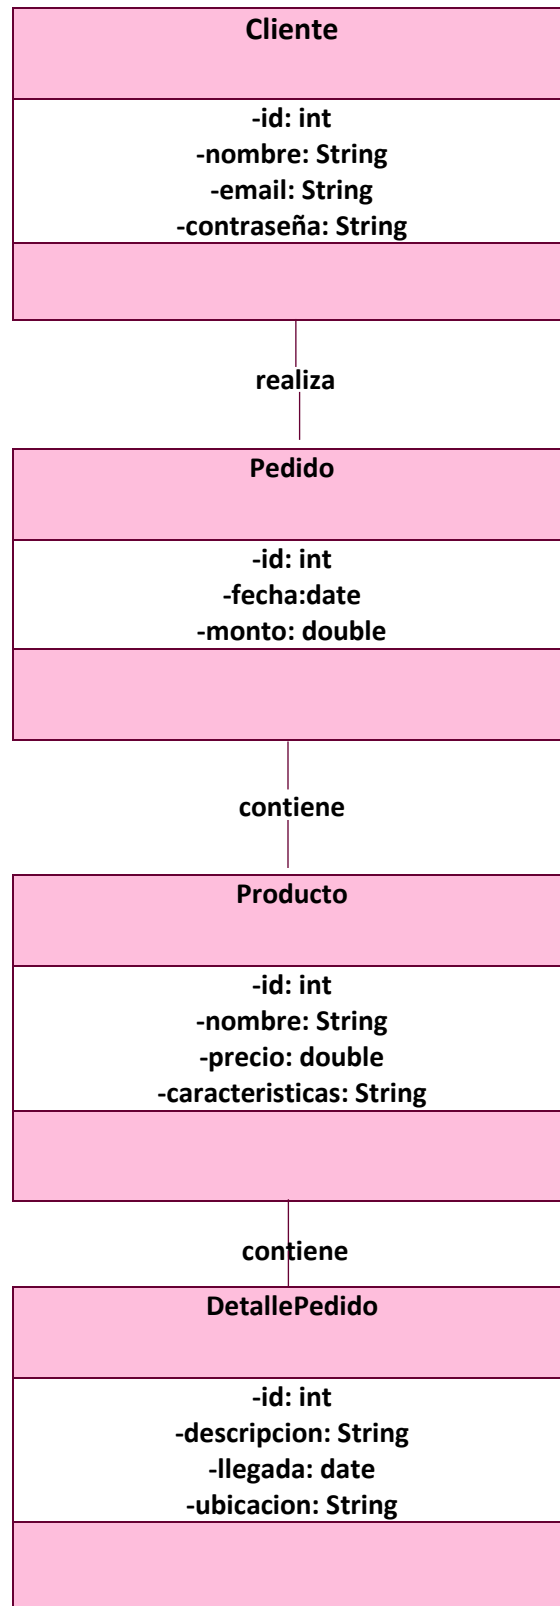 Cliente
-id: int
-nombre: String
-email: String
-contraseña: String
realiza
Pedido
-id: int
-fecha:date
-monto: double
contiene
Producto
-id: int
-nombre: String
-precio: double
-caracteristicas: String
contiene
DetallePedido
-id: int
-descripcion: String
-llegada: date
-ubicacion: String